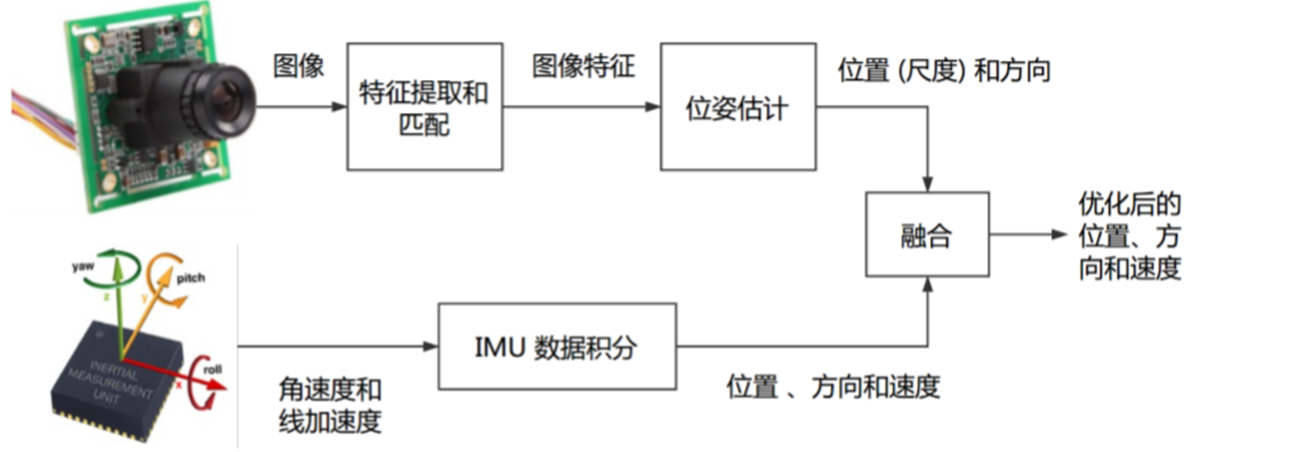 图像
特征提取和
匹配
图像特征
位姿估计
位置 (尺度) 和方向
融合
优化后的
位置、方
向和速度
yaw
pitch
z
y
x
roll
INERTIAL
MEASUREMENT
UNIT
角速度和
线加速度
IMU 数据积分
位置 、方向和速度